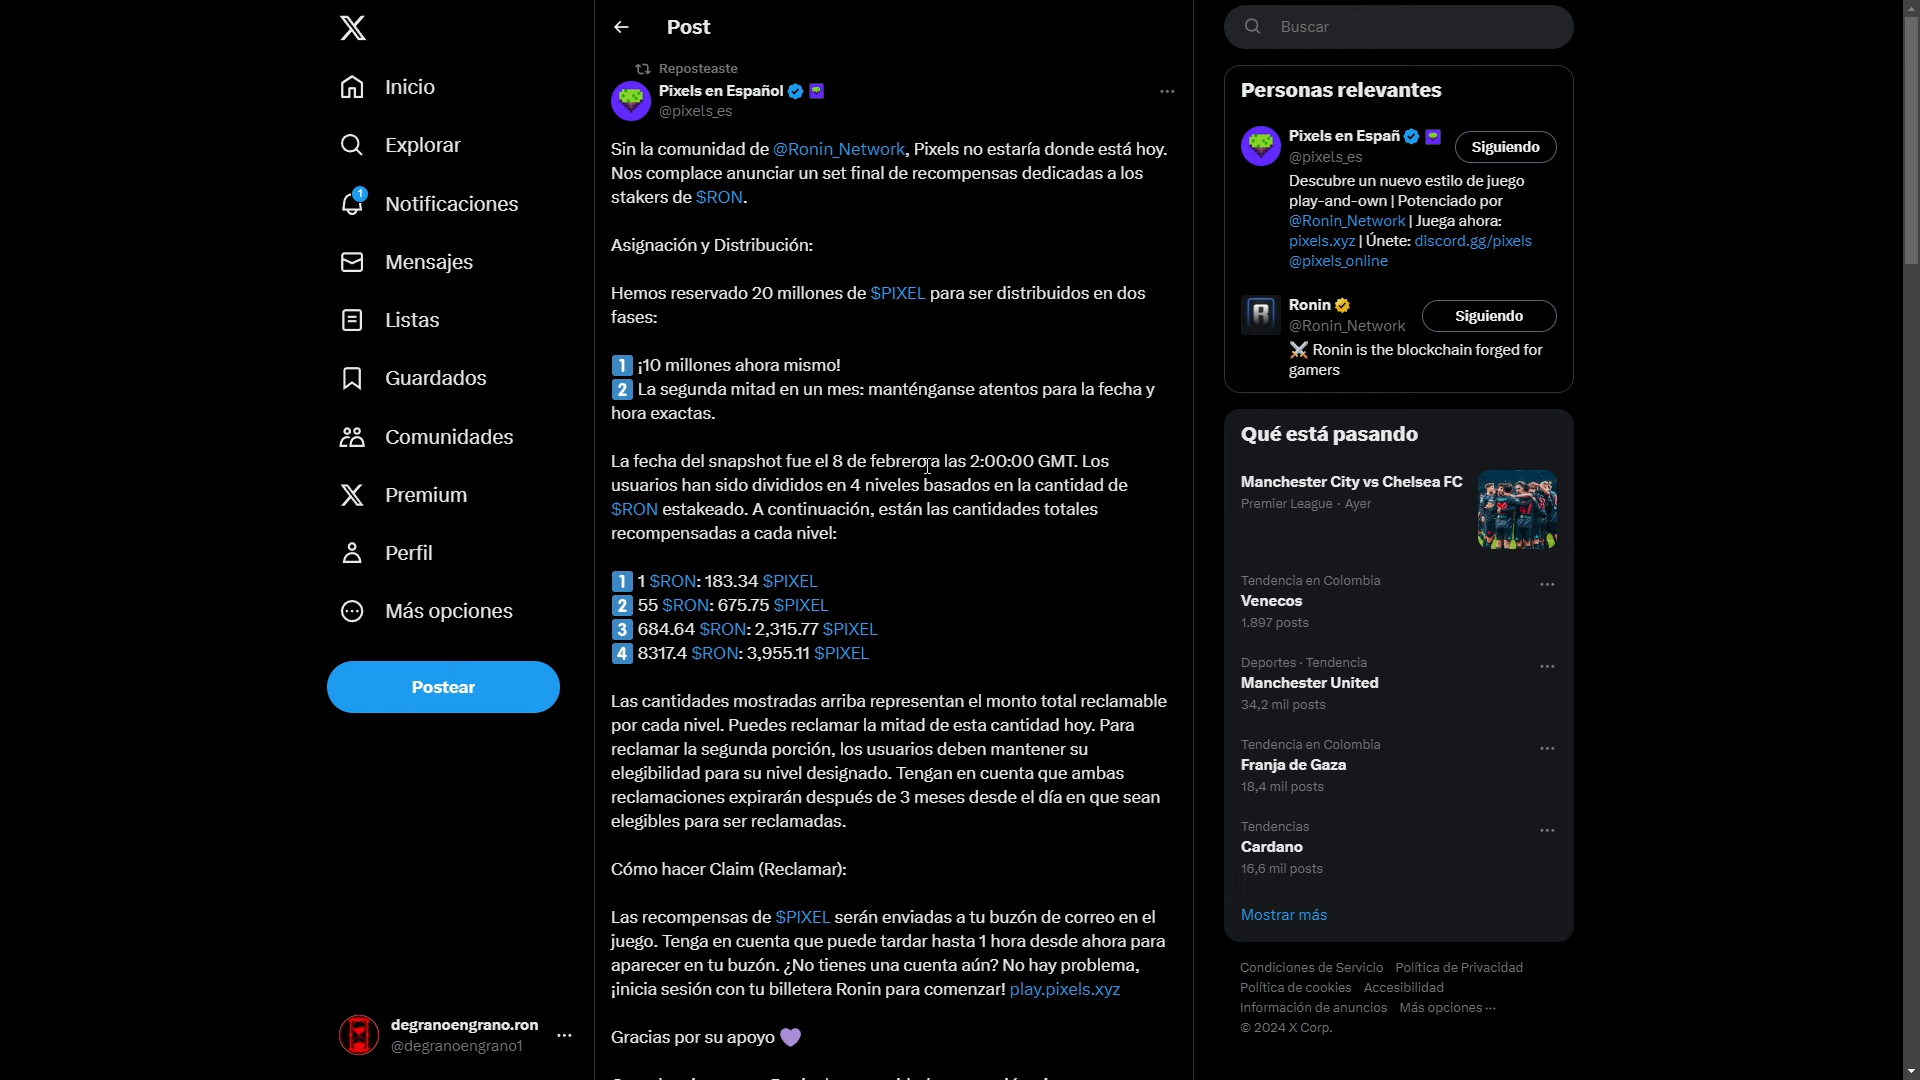 Inicio
Explorar
1
Notificaciones
Mensajes
Listas
Guardados
Comunidades
Premium
Perfil
Más opciones
Postear
degranoengrano.ron
@degranoengrano1
Post
Reposteaste
Pixels en Español
@pixels_es
Sin la comunidad de @Ronin_Network, Pixels no estaría donde está hoy.
Nos complace anunciar un set final de recompensas dedicadas a los
stakers de $RON.
Asignación y Distribución:
Hemos reservado 20 millones de $PIXEL para ser distribuidos en dos
fases:
1 ¡10 millones ahora mismo!
2 La segunda mitad en un mes: manténganse atentos para la fecha y
hora exactas.
La fecha del snapshot fue el 8 de febrero a las 2:00:00 GMT. Los
usuarios han sido divididos en 4 niveles basados en la cantidad de
$RON estakeado. A continuación, están las cantidades totales
recompensadas a cada nivel:
1 1 $RON: 183.34 $PIXEL
2 55 $RON: 675.75 $PIXEL
3 684.64 $RON: 2,315.77 $PIXEL
4 8317.4 $RON: 3,955.11 $PIXEL
Las cantidades mostradas arriba representan el monto total reclamable
por cada nivel. Puedes reclamar la mitad de esta cantidad hoy. Para
reclamar la segunda porción, los usuarios deben mantener su
elegibilidad para su nivel designado. Tengan en cuenta que ambas
reclamaciones expirarán después de 3 meses desde el día en que sean
elegibles para ser reclamadas.
Cómo hacer Claim (Reclamar):
Las recompensas de $PIXEL serán enviadas a tu buzón de correo en el
juego. Tenga en cuenta que puede tardar hasta 1 hora desde ahora para
aparecer en tu buzón. ¿No tienes una cuenta aún? No hay problema,
¡inicia sesión con tu billetera Ronin para comenzar! play.pixels.xyz
Gracias por su apoyo
Buscar
Personas relevantes
Pixels en Españ
@pixels_es
Siguiendo
Descubre un nuevo estilo de juego
play-and-own | Potenciado por
@Ronin_Network | Juega ahora:
pixels.xyz | Únete: discord.gg/pixels
@pixels_online
Ronin
@Ronin_Network
Siguiendo
Ronin is the blockchain forged for
gamers
Qué está pasando
Manchester City vs Chelsea FC
Premier League · Ayer
Tendencia en Colombia
Venecos
1.897 posts
Deportes · Tendencia
Manchester United
34,2 mil posts
Tendencia en Colombia
Franja de Gaza
18,4 mil posts
Tendencias
Cardano
16,6 mil posts
Mostrar más
Condiciones de Servicio Política de Privacidad
Política de cookies Accesibilidad
Información de anuncios Más opciones ···
© 2024 X Corp.